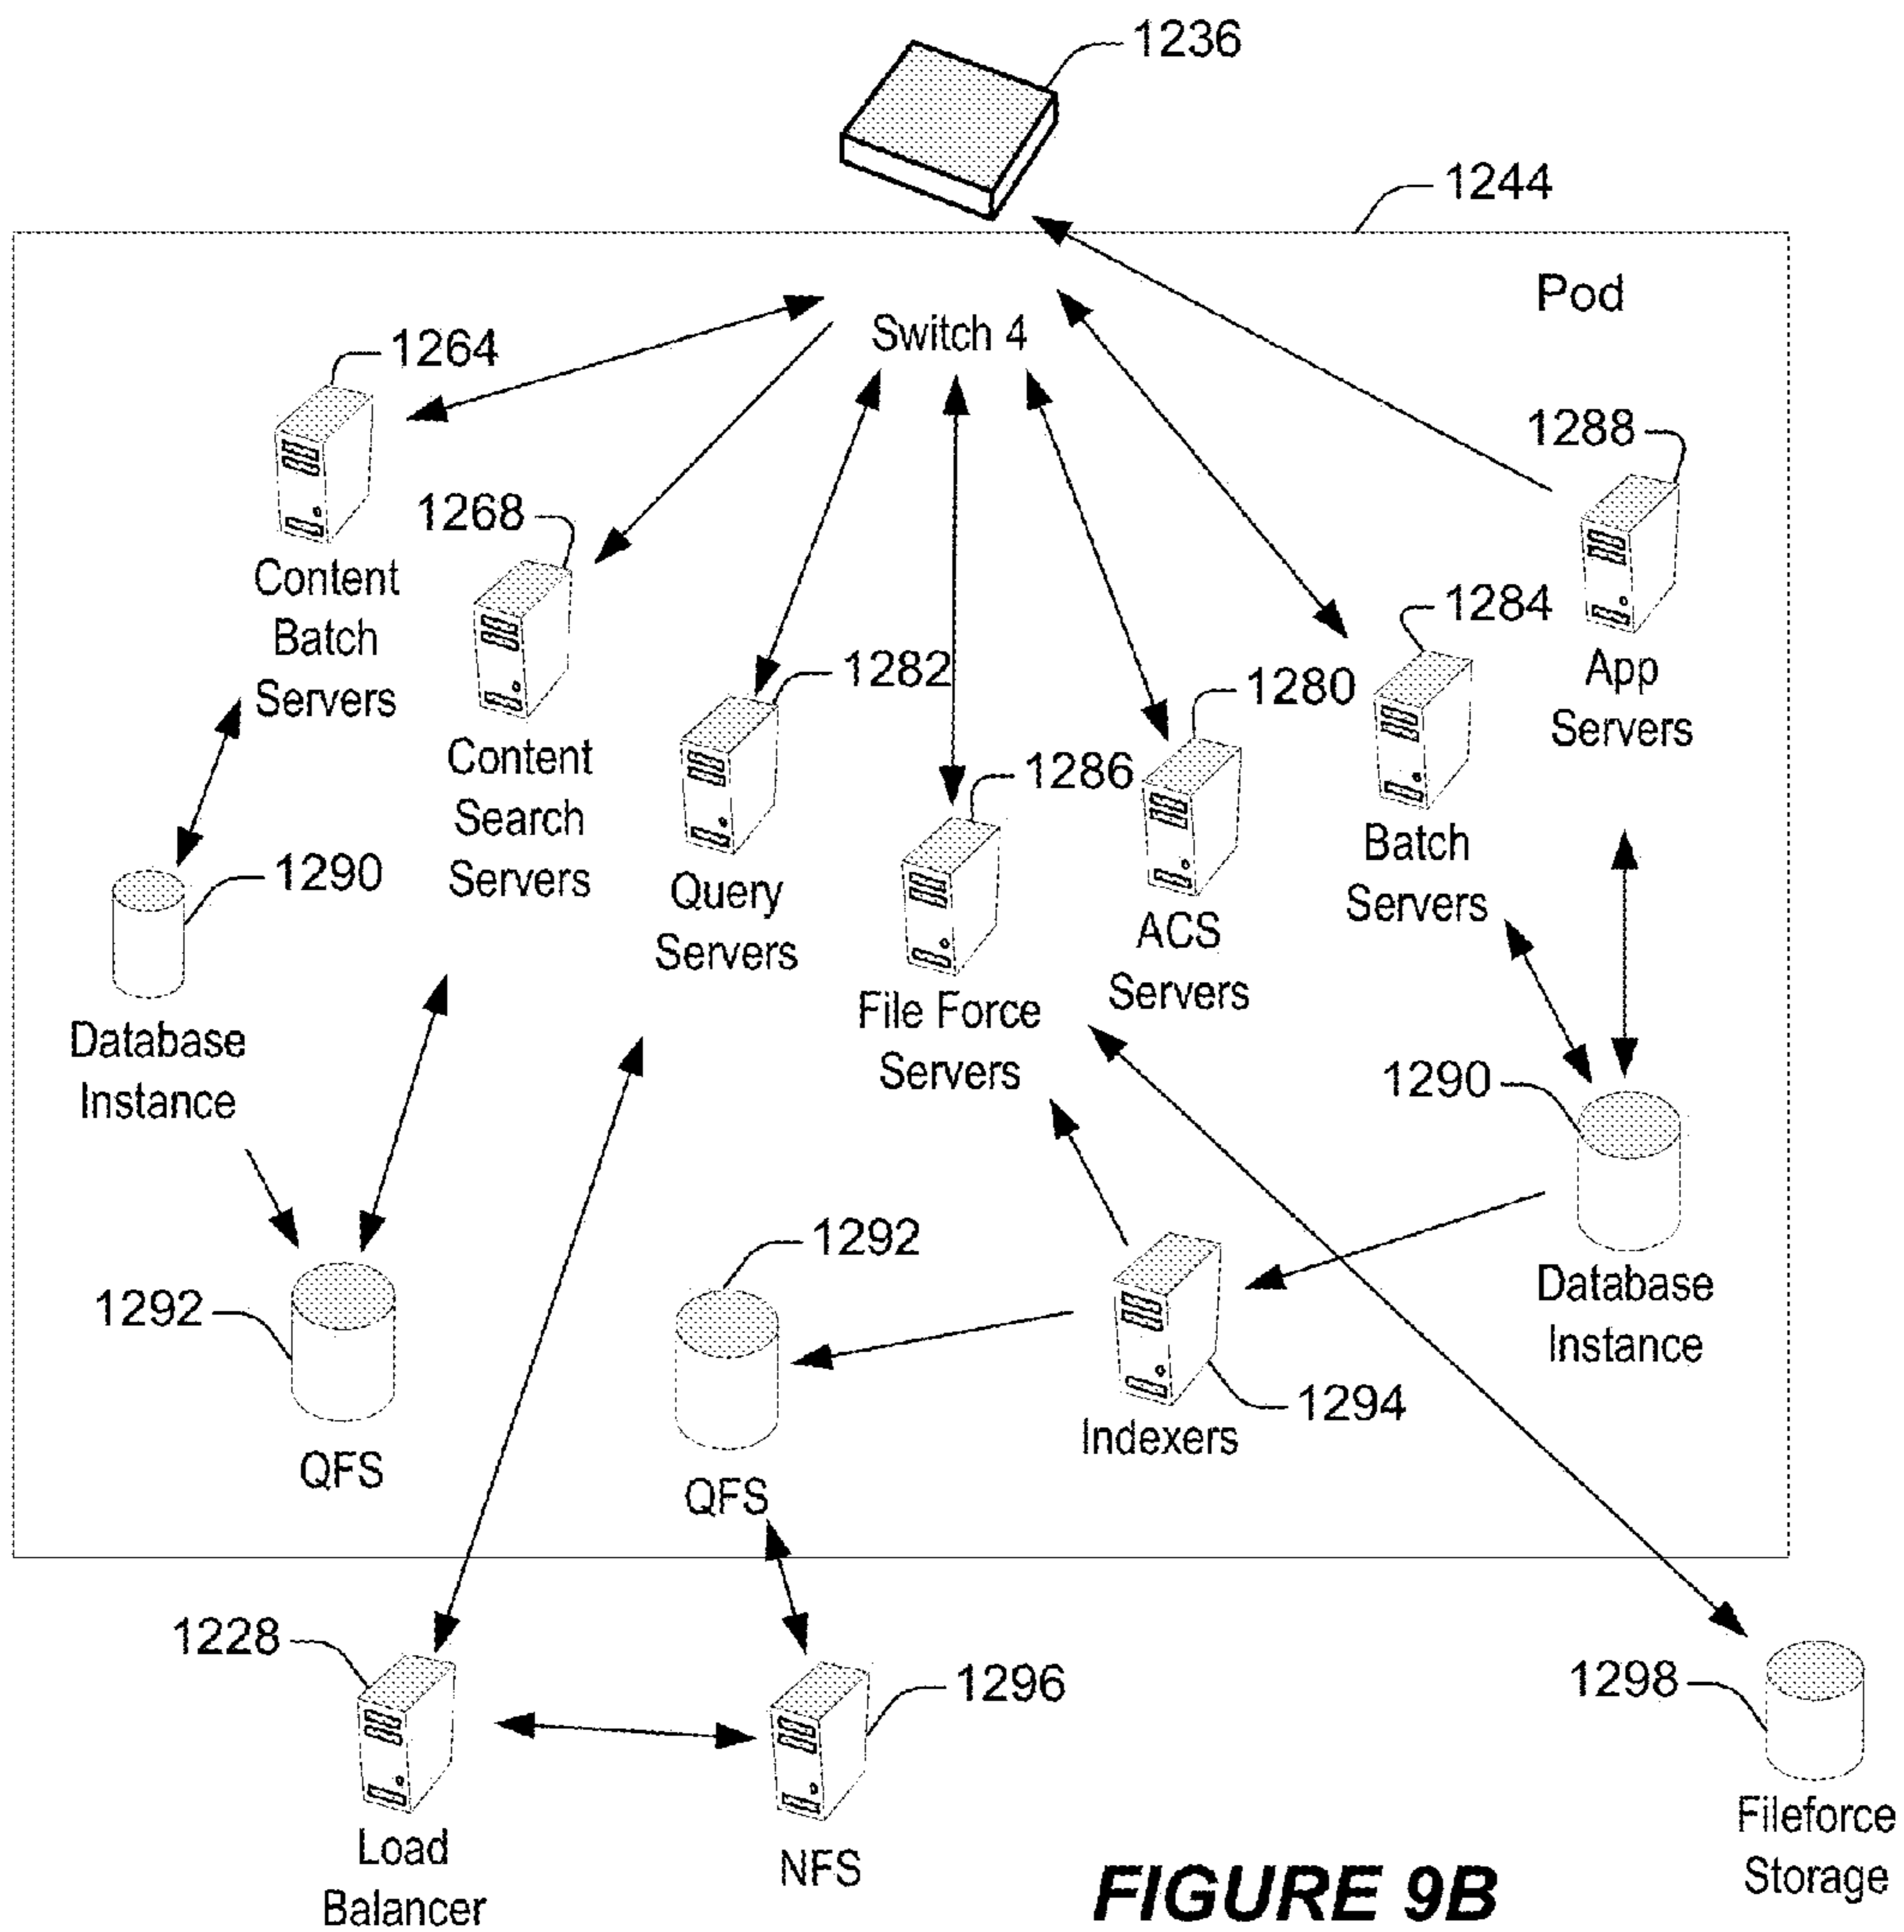 1236
1244
Pod
Switch 4
1264
1288
1268
Content
Batch
Servers
1284
1282
1280
App
Servers
Content
Search
Servers
1286
1290
Query
Servers
Batch
Servers
ACS
Servers
File Force
Servers
Database
Instance
1290
1292
1292
Database
Instance
1294
Indexers
QFS
QFS
1228
1296
1298
Load
Balancer
NFS
Fileforce
Storage
FIGURE 9B